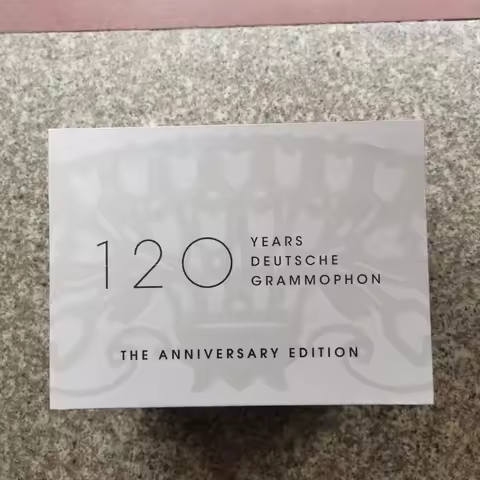 120
YEARS
DEUTSCHE
GRAMMOPHON
THE ANNIVERSARY EDITION